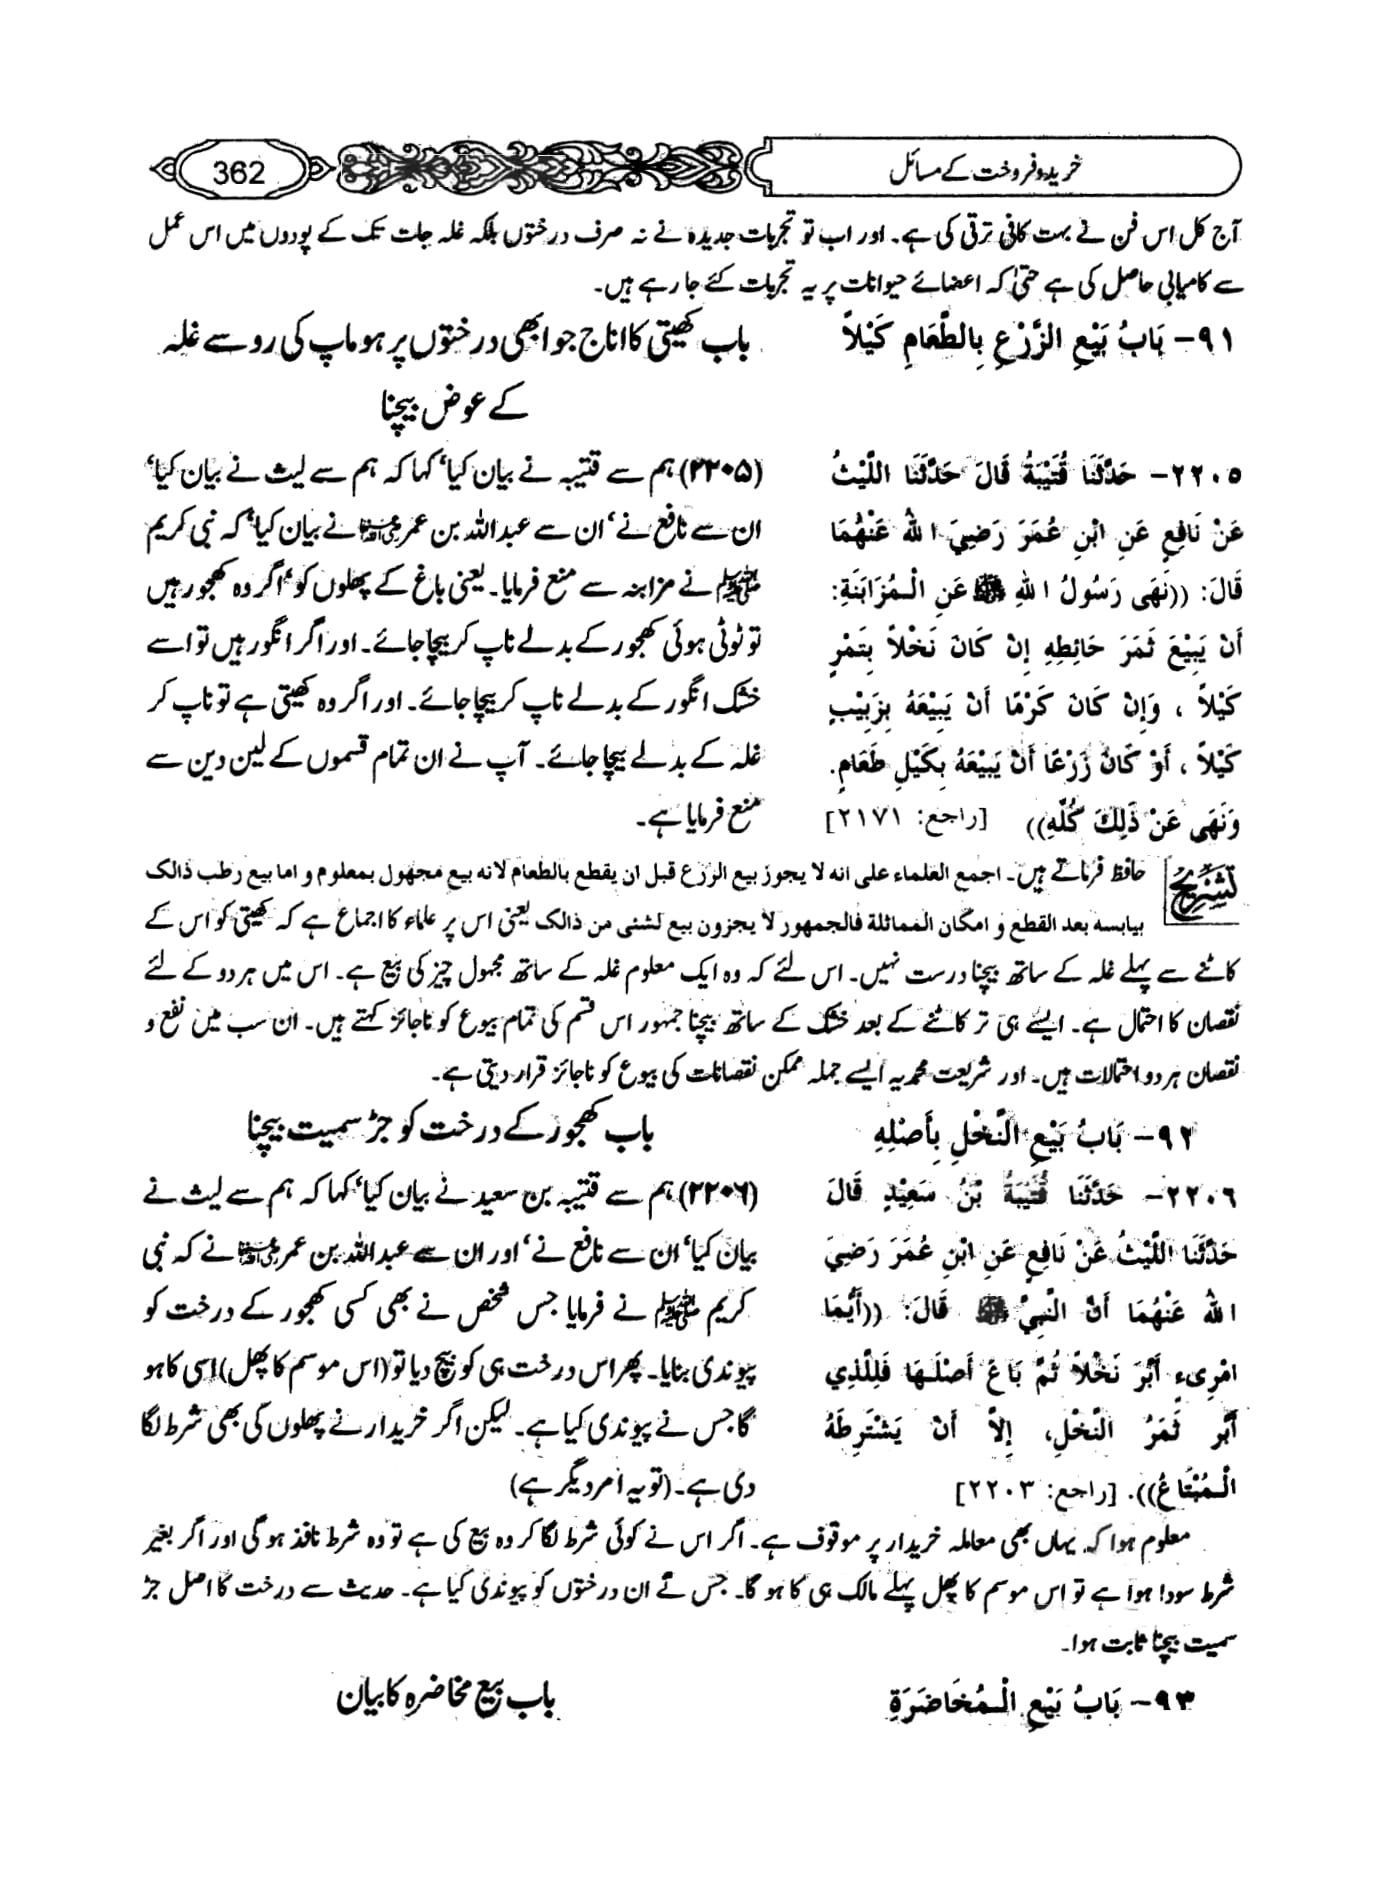 خرید و فروخت کے مسائل
362
آج کل اس فن نے بہت کافی ترقی کی ہے۔ اور اب تو تجربات جدیدہ نے نہ صرف درختوں بلکہ غلہ جات تک کے پودوں میں اس عمل
سے کامیابی حاصل کی ہے حتیٰ کہ اعضائے حیوانات پر یہ تجربات کئے جا رہے ہیں۔
٩١- بَابُ بَيْعِ الزَّرْعِ بِالطَّعَامِ كَيْلاً
باب کھیتی کا اناج جو ابھی درختوں پر ہو ماپ کی رو سے غلہ
کے عوض بیچنا
٢٢٠٥- حَدَّثَنَا قُتَيْبَةُ قَالَ حَدَّثَنَا اللَّيْثُ
عَنْ نَافِعٍ عَنِ ابْنِ عُمَرَ رَضِيَ اللهُ عَنْهُمَا
قَالَ: ((نَهَى رَسُولُ اللهِ ﷺ عَنِ الْمُزَابَنَةِ:
أَنْ يَبِيْعَ ثَمَرَ حَائِطِهِ إِنْ كَانَ نَخْلاً بِتَمْرٍ
كَيْلاً ، وَإِنْ كَانَ كَرْمًا أَنْ يَبِيْعَهُ بِزَبِيْبٍ
كَيْلاً ، أَوْ كَانَ زَرْعًا أَنْ يَبِيْعَهُ بِكَيْلِ طَعَامٍ.
وَنَهَى عَنْ ذَلِكَ كُلِّهِ)) [راجع: ٢١٧١]
(۲۲۰۵) ہم سے قتیبہ نے بیان کیا‘ کہا کہ ہم سے لیث نے بیان کیا‘
ان سے نافع نے‘ ان سے عبداللہ بن عمر رضی اللہ عنہما نے بیان کیا‘ کہ نبی کریم
ﷺ نے مزابنہ سے منع فرمایا۔ یعنی باغ کے پھلوں کو‘ اگر وہ کھجور ہیں
تو ٹوٹی ہوئی کھجور کے بدلے ناپ کر بیچا جائے۔ اور اگر انگور ہیں تو اسے
خشک انگور کے بدلے ناپ کر بیچا جائے۔ اور اگر وہ کھیتی ہے تو ناپ کر
غلہ کے بدلے بیچا جائے۔ آپ نے ان تمام قسموں کے لین دین سے
منع فرمایا ہے۔
تشریح
حافظ فرماتے ہیں۔ اجمع العلماء علی انه لا یجوز بیع الزرع قبل ان یقطع بالطعام لانه بیع مجهول بمعلوم و اما بیع رطب ذالک
بیابسه بعد القطع و امکان المماثلة فالجمهور لا یجزون بیع لشئی من ذالک یعنی اس پر علماء کا اجماع ہے کہ کھیتی کو اس کے
کاٹنے سے پہلے غلہ کے ساتھ بیچنا درست نہیں۔ اس لئے کہ وہ ایک معلوم غلہ کے ساتھ مجہول چیز کی بیع ہے۔ اس میں ہر دو کے لئے
نقصان کا احتمال ہے۔ ایسے ہی تر کاٹنے کے بعد خشک کے ساتھ بیچنا جمہور اس قسم کی تمام بیوع کو ناجائز کہتے ہیں۔ ان سب میں نفع و
نقصان ہر دو احتمالات ہیں۔ اور شریعت محمدیہ ایسے جملہ ممکن نقصانات کی بیوع کو ناجائز قرار دیتی ہے۔
٩٢- بَابُ بَيْعِ النَّخْلِ بِأَصْلِهِ
باب کھجور کے درخت کو جڑ سمیت بیچنا
٢٢٠٦- حَدَّثَنَا قُتَيْبَةُ بْنُ سَعِيْدٍ قَالَ
حَدَّثَنَا اللَّيْثُ عَنْ نَافِعٍ عَنِ ابْنِ عُمَرَ رَضِيَ
اللهُ عَنْهُمَا أَنَّ النَّبِيَّ ﷺ قَالَ: ((أَيُّمَا
امْرِىءٍ أَبَّرَ نَخْلاً ثُمَّ بَاعَ أَصْلَهَا فَلِلَّذِي
أَبَّرَ ثَمَرُ النَّخْلِ، إِلاَّ أَنْ يَشْتَرِطَهُ
الْمُبْتَاعُ)). [راجع: ٢٢٠٣]
(۲۲۰۶) ہم سے قتیبہ بن سعید نے بیان کیا‘ کہا کہ ہم سے لیث نے
بیان کیا‘ ان سے نافع نے‘ اور ان سے عبداللہ بن عمر رضی اللہ عنہما نے کہ نبی
کریم ﷺ نے فرمایا جس شخص نے بھی کسی کھجور کے درخت کو
پیوندی بنایا۔ پھر اس درخت ہی کو بیچ دیا تو (اس موسم کا پھل) اسی کا ہو
گا جس نے پیوندی کیا ہے۔ لیکن اگر خریدار نے پھلوں کی بھی شرط لگا
دی ہے۔ (تو یہ امر دیگر ہے)
معلوم ہوا کہ یہاں بھی معاملہ خریدار پر موقوف ہے۔ اگر اس نے کوئی شرط لگا کر وہ بیع کی ہے تو وہ شرط نافذ ہو گی اور اگر بغیر
شرط سودا ہوا ہے تو اس موسم کا پھل پہلے مالک ہی کا ہو گا۔ جس نے ان درختوں کو پیوندی کیا ہے۔ حدیث سے درخت کا اصل جڑ
سمیت بیچنا ثابت ہوا۔
٩٣- بَابُ بَيْعِ الْمُخَاضَرَةِ
باب بیع مخاضرہ کا بیان